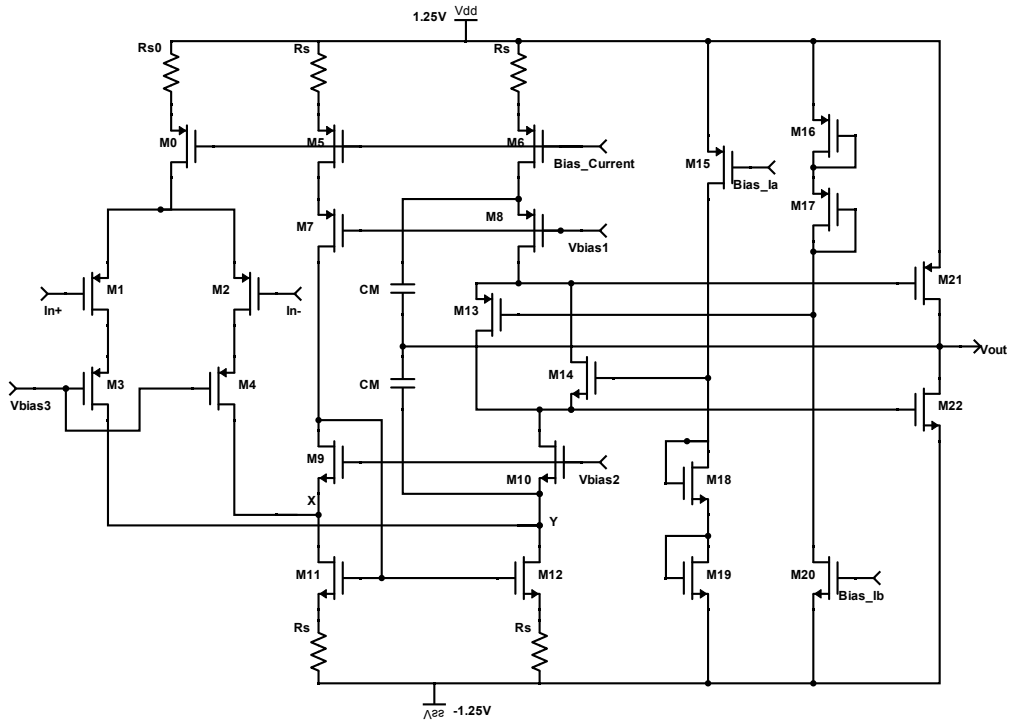 1.25V Vdd
Rs0 Rs Rs
M0 M5 M6 M16
Bias_Current M15
Bias_Ia
M7 M8 M17
Vbias1
M1 M2 CM M21
In+ In- M13
Vout
M3 M4 CM M14 M22
Vbias3
M9 M10 Vbias2 M18
X Y
M11 M12 M19 M20
Bias_Ib
Rs Rs
Vss -1.25V